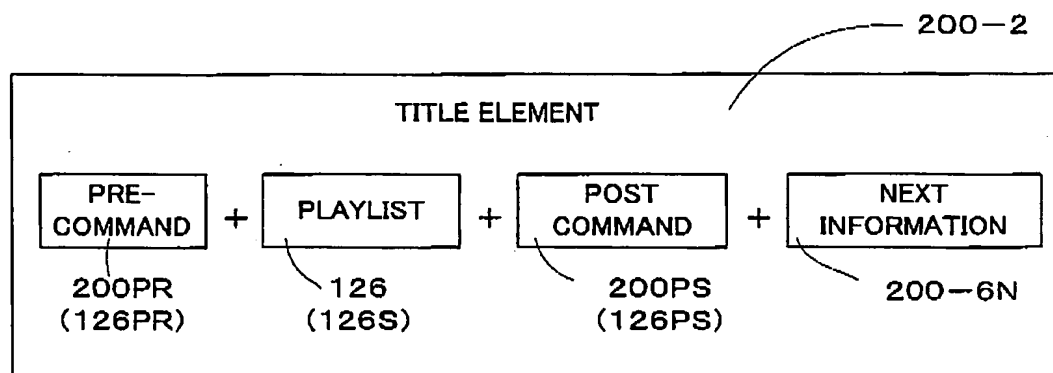 200-2
TITLE ELEMENT
PRE-
COMMAND
+
PLAYLIST
+
POST
COMMAND
+
NEXT
INFORMATION
200PR
(126PR)
126
(126S)
200PS
(126PS)
200-6N